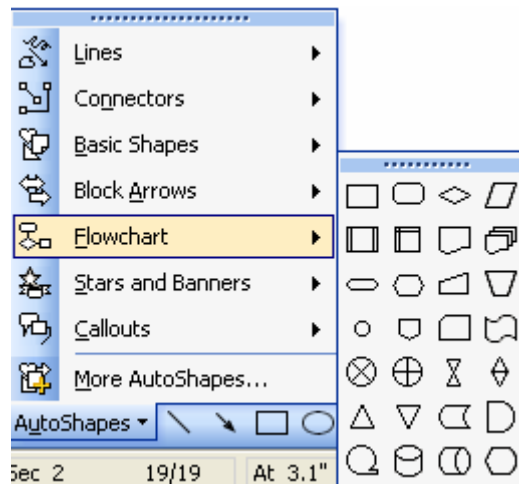 Lines
Connectors
Basic Shapes
Block Arrows
Flowchart
Stars and Banners
Callouts
More AutoShapes...
AutoShapes
Sec 2 19/19 At 3.1"